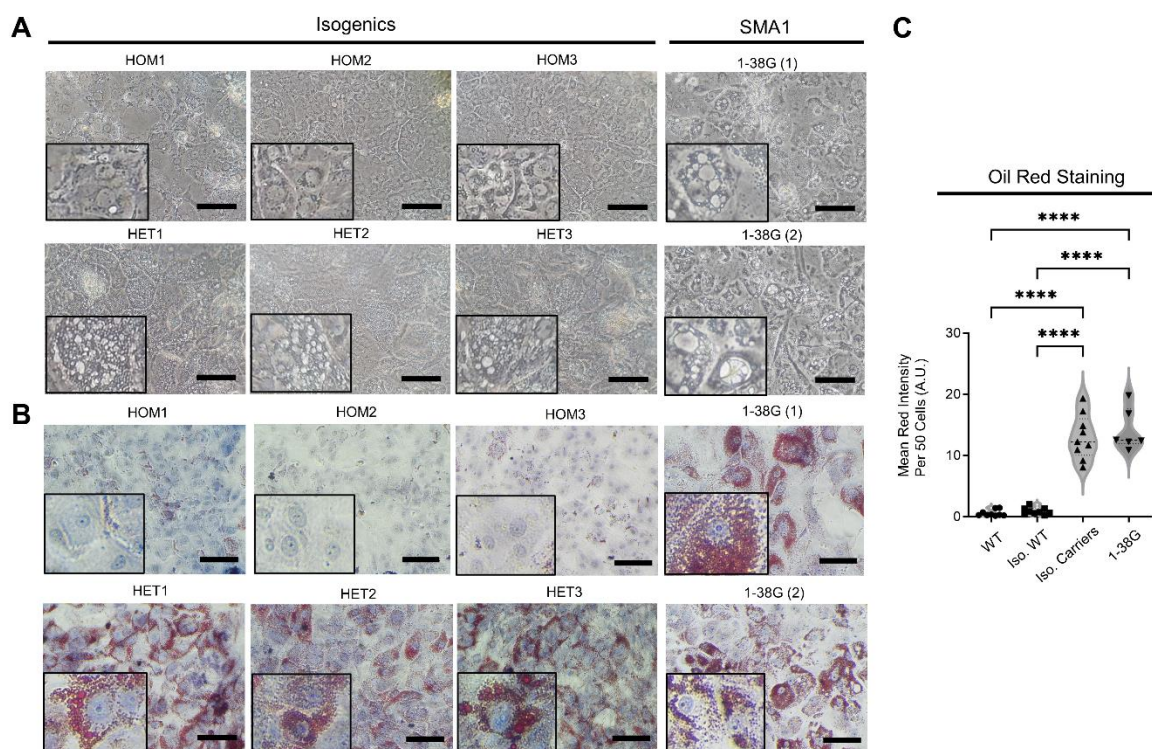 A
Isogenics
SMA1
HOM1
HOM2
HOM3
1-38G (1)
HET1
HET2
HET3
1-38G (2)
B
HOM1
HOM2
HOM3
1-38G (1)
HET1
HET2
HET3
1-38G (2)
C
Oil Red Staining
****
****
****
****
Mean Red Intensity
Per 50 Cells (A.U.)
30
20
10
0
WT
Iso. WT
Iso. Carriers
1-38G